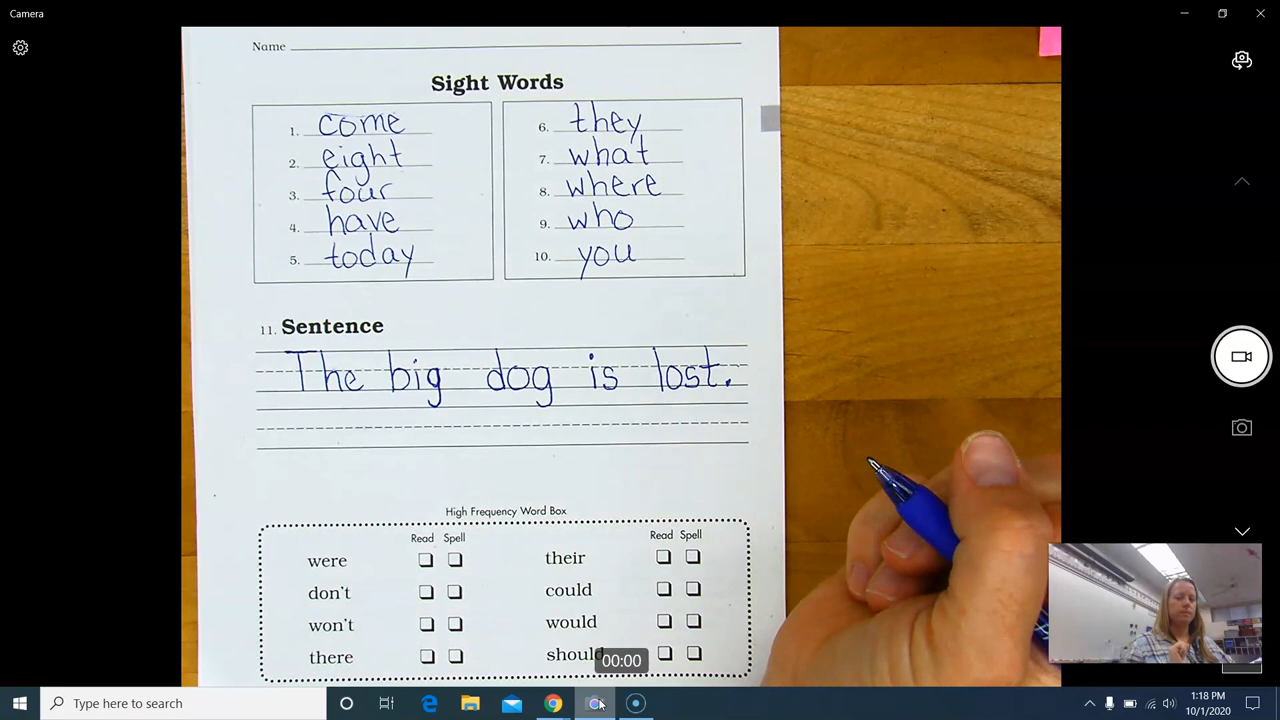 Camera
Name
Sight Words
1. come
2. eight
3. four
4. have
5. today
6. they
7. what
8. where
9. who
10. you
11. Sentence
The big dog is lost.
High Frequency Word Box
Read Spell
Read Spell
were
don't
won't
there
their
could
would
should
00:00
Type here to search
1:18 PM
10/1/2020